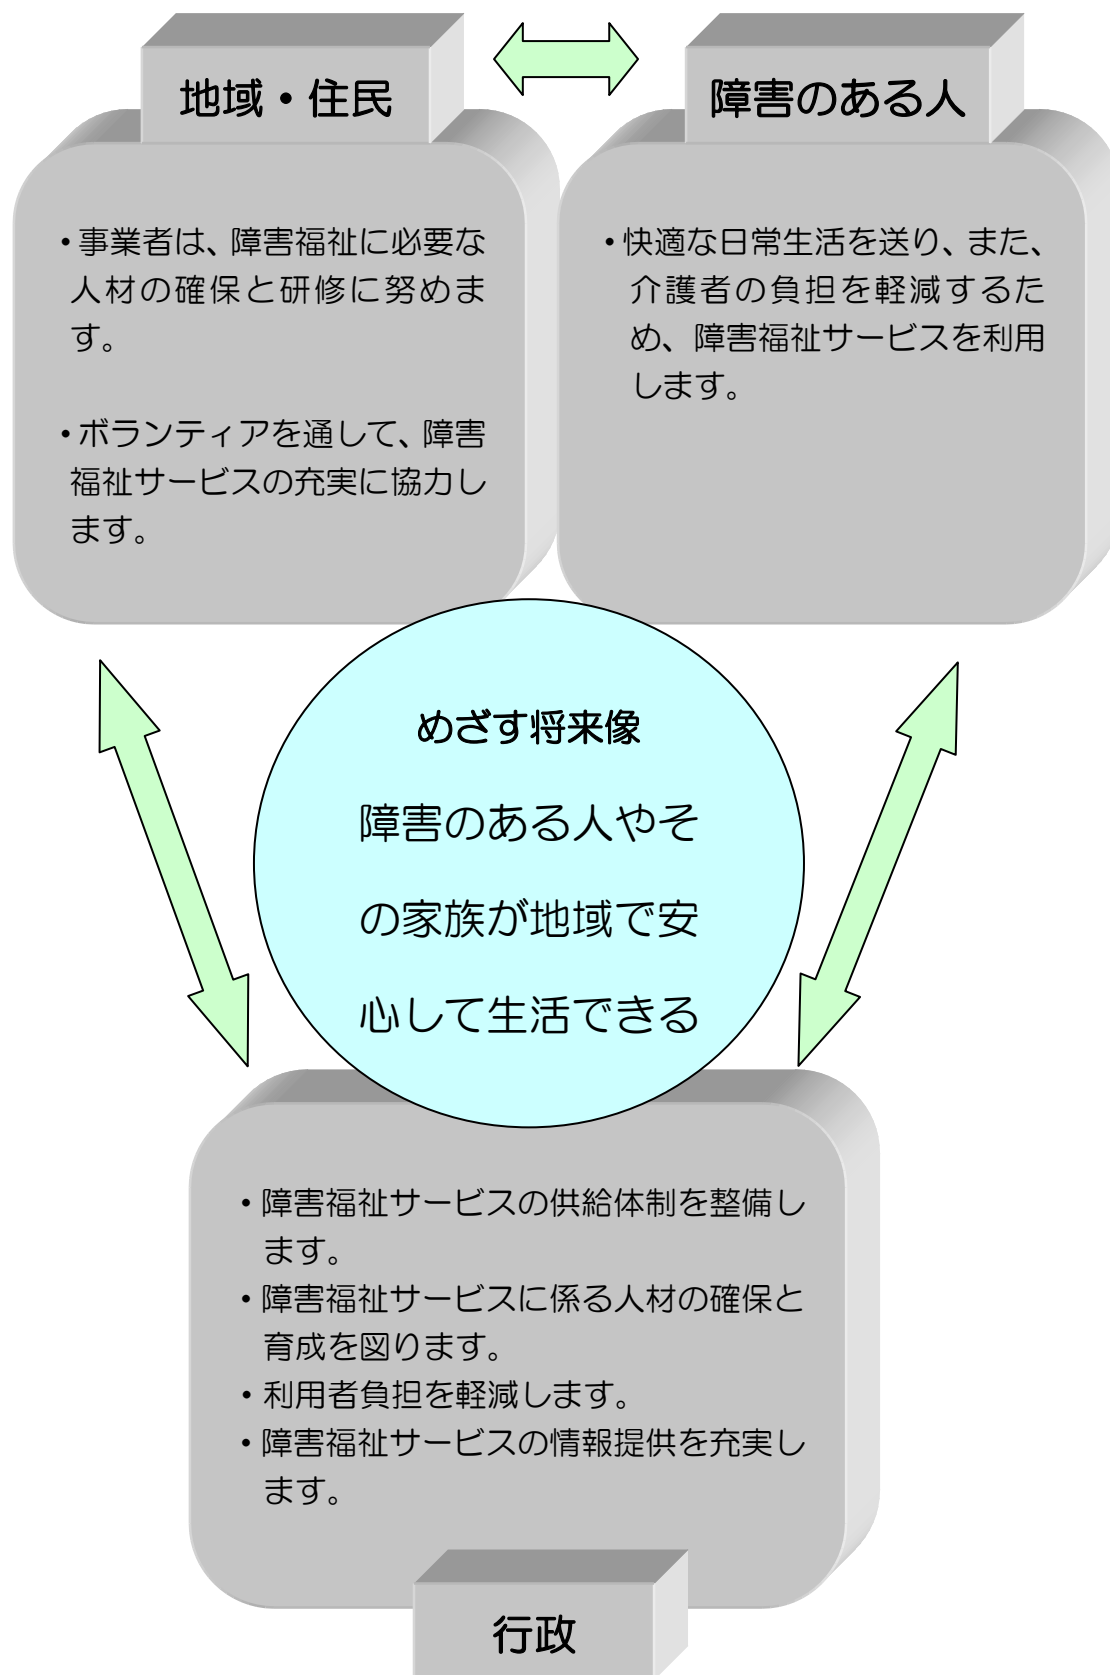 地域・住民
・事業者は、障害福祉に必要な
人材の確保と研修に努めま
す。
・ボランティアを通して、障害
福祉サービスの充実に協力し
ます。
障害のある人
・快適な日常生活を送り、また、
介護者の負担を軽減するた
め、障害福祉サービスを利用
します。
めざす将来像
障害のある人やそ
の家族が地域で安
心して生活できる
・障害福祉サービスの供給体制を整備し
ます。
・障害福祉サービスに係る人材の確保と
育成を図ります。
・利用者負担を軽減します。
・障害福祉サービスの情報提供を充実し
ます。
行政